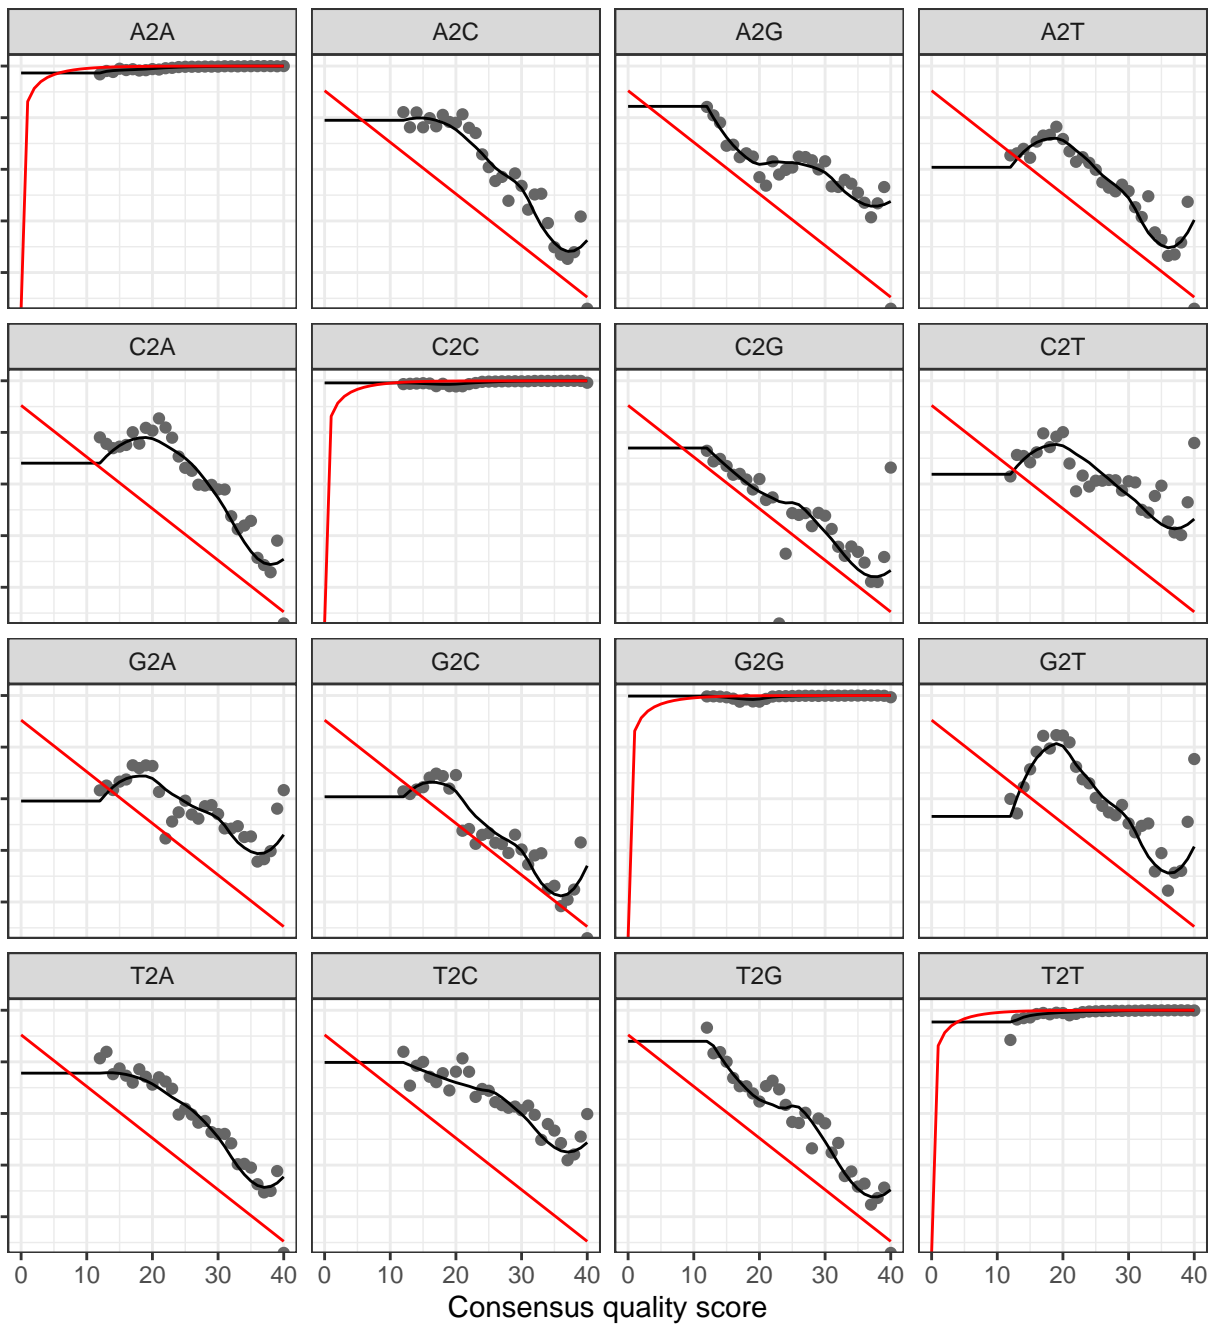 A2A A2C A2G A2T
C2A C2C C2G C2T
G2A G2C G2G G2T
T2A T2C T2G T2T
0 10 20 30 40 0 10 20 30 40 0 10 20 30 40 0 10 20 30 40
Consensus quality score